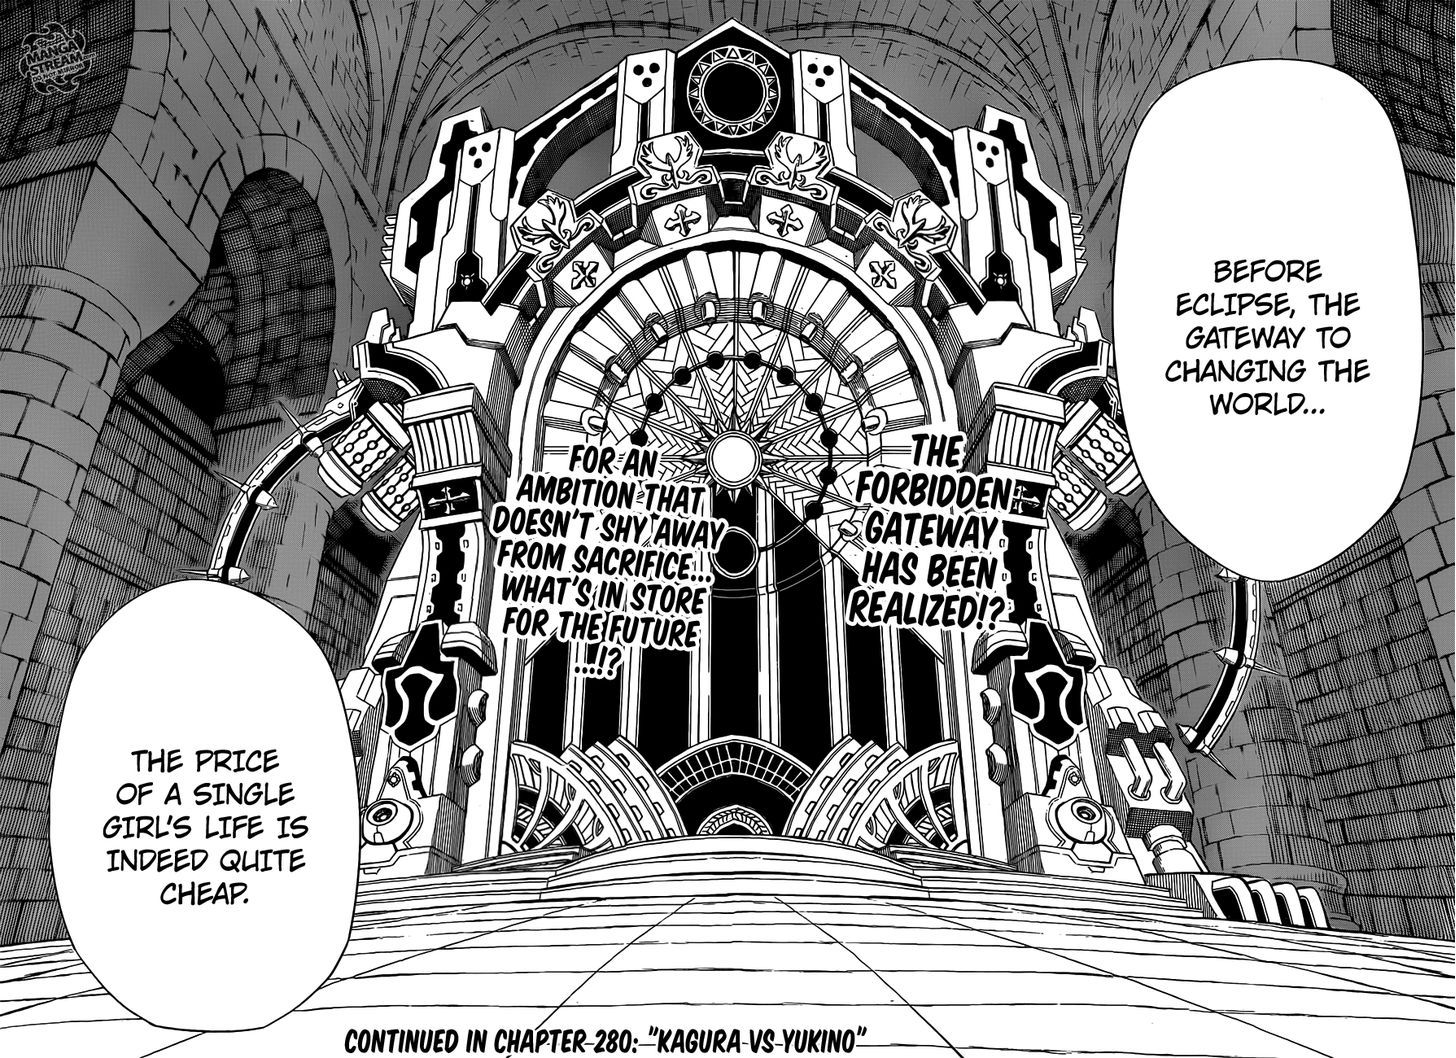 BEFORE
ECLIPSE, THE
GATEWAY TO
CHANGING THE
WORLD...
THE
FORBIDDEN
GATEWAY
HAS BEEN
REALIZED!?
FOR AN
AMBITION THAT
DOESN'T SHY AWAY
FROM SACRIFICE...
WHAT'S IN STORE
FOR THE FUTURE
...!?
THE PRICE
OF A SINGLE
GIRL'S LIFE IS
INDEED QUITE
CHEAP.
CONTINUED IN CHAPTER 280: "KAGURA VS YUKINO"
MANGA
STREAM